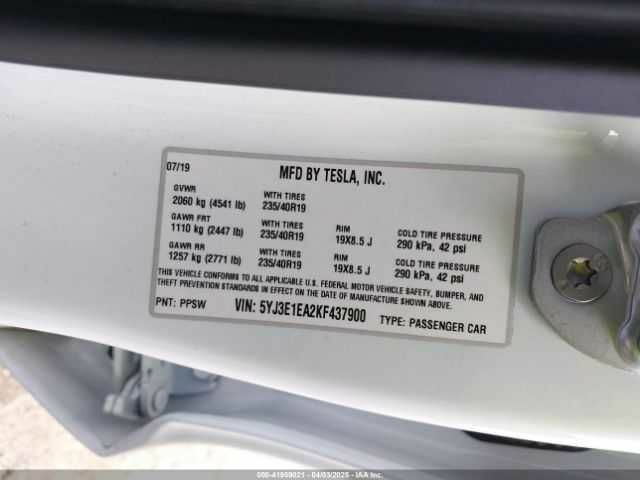 07/19 MFD BY TESLA, INC.
GVWR WITH TIRES
2060 kg (4541 lb) 235/40R19
GAWR FRT WITH TIRES RIM COLD TIRE PRESSURE
1110 kg (2447 lb) 235/40R19 19X8.5 J 290 kPa, 42 psi
GAWR RR WITH TIRES RIM COLD TIRE PRESSURE
1257 kg (2771 lb) 235/40R19 19X8.5 J 290 kPa, 42 psi
THIS VEHICLE CONFORMS TO ALL APPLICABLE U.S. FEDERAL MOTOR VEHICLE SAFETY, BUMPER, AND
THEFT PREVENTION STANDARDS IN EFFECT ON THE DATE OF MANUFACTURE SHOWN ABOVE.
PNT: PPSW VIN: 5YJ3E1EA2KF437900 TYPE: PASSENGER CAR
000-41959021 - 04/03/2025 - IAAI, Inc.